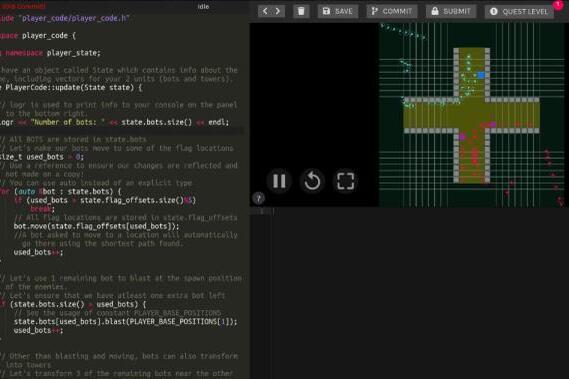 2018 Commit)
Idle
SAVE
COMMIT
SUBMIT
QUEST LEVEL
1
lude "player_code/player_code.h"
space player_code {
g namespace player_state;
have an object called State which contains info about the
me, including vectors for your 2 units (bots and towers).
e PlayerCode::update(State state) {
// logr is used to print info to your console on the panel
to the bottom right.
logr << "Number of bots: " << state.bots.size() << endl;
// All BOTS are stored in state.bots
// Let's make our bots move to some of the flag locations
size_t used_bots = 0;
// Use a reference to ensure our changes are reflected and
not made on a copy!
// You can use auto instead of an explicit type
for (auto &bot : state.bots) {
if (used_bots > state.flag_offsets.size()%5)
break;
// All flag locations are stored in state.flag_offsets
bot.move(state.flag_offsets[used_bots]);
//A bot asked to move to a location will automatically
go there using the shortest path found.
used_bots++;
// Let's use 1 remaining bot to blast at the spawn position
of the enemies.
// Let's ensure that we have atleast one extra bot left
if (state.bots.size() > used_bots) {
// See the usage of constant PLAYER_BASE_POSITIONS
state.bots[used_bots].blast(PLAYER_BASE_POSITIONS[1]);
used_bots++;
// Other than blasting and moving, bots can also transform
into towers
// Let's transform 3 of the remaining bots near the other
?
1